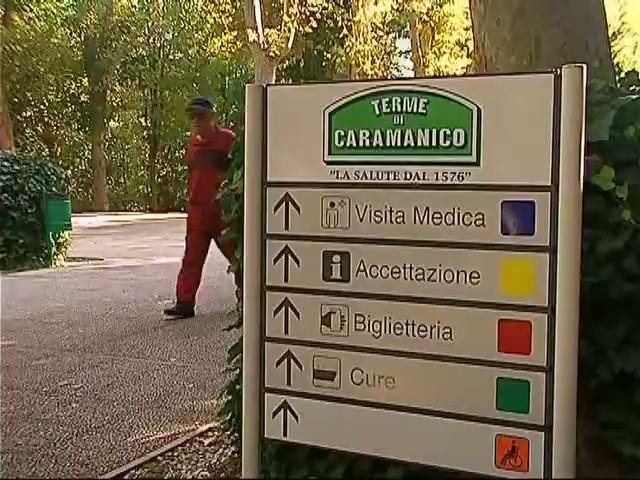 TERME
DI
CARAMANICO
"LA SALUTE DAL 1576"
Visita Medica
Accettazione
Biglietteria
Cure